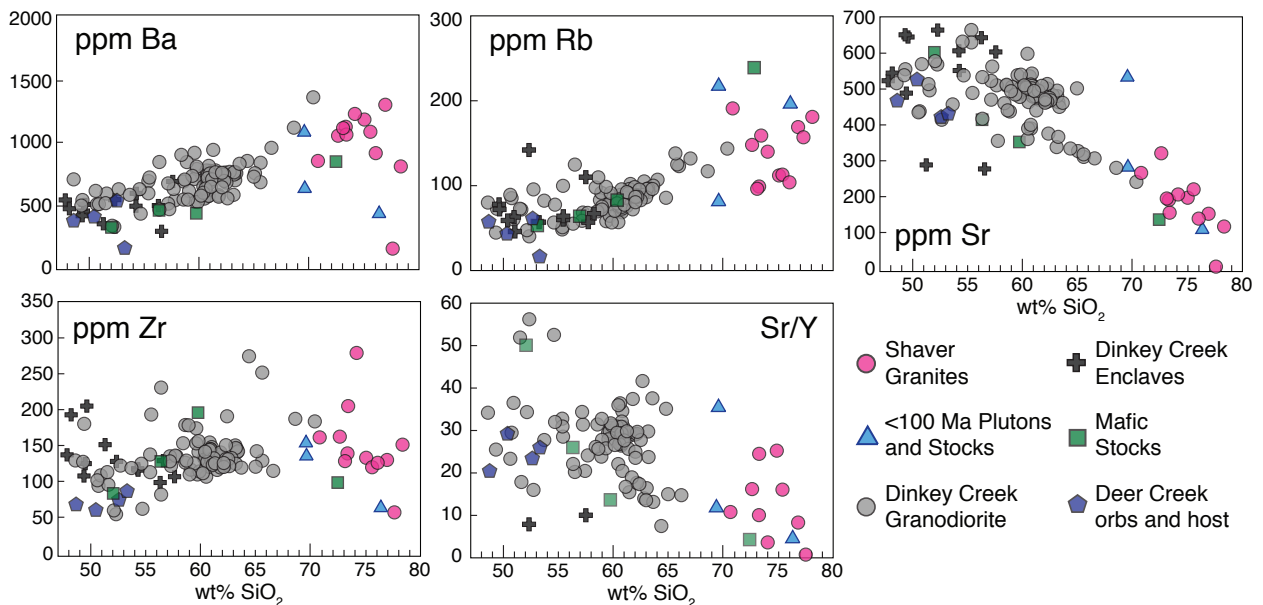 ppm Ba
2000
1500
1000
500
0
ppm Rb
300
200
100
0
ppm Sr
700
600
500
400
300
200
100
0
50 55 60 65 70 75 80
wt% SiO2
ppm Zr
350
300
250
200
150
100
50
0
50 55 60 65 70 75 80
wt% SiO2
Sr/Y
60
50
40
30
20
10
0
50 55 60 65 70 75 80
wt% SiO2
Shaver
Granites
<100 Ma Plutons
and Stocks
Dinkey Creek
Granodiorite
Dinkey Creek
Enclaves
Mafic
Stocks
Deer Creek
orbs and host